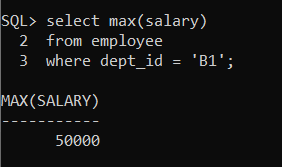 SQL> select max(salary)
2 from employee
3 where dept_id = 'B1';
MAX(SALARY)
-----------
50000